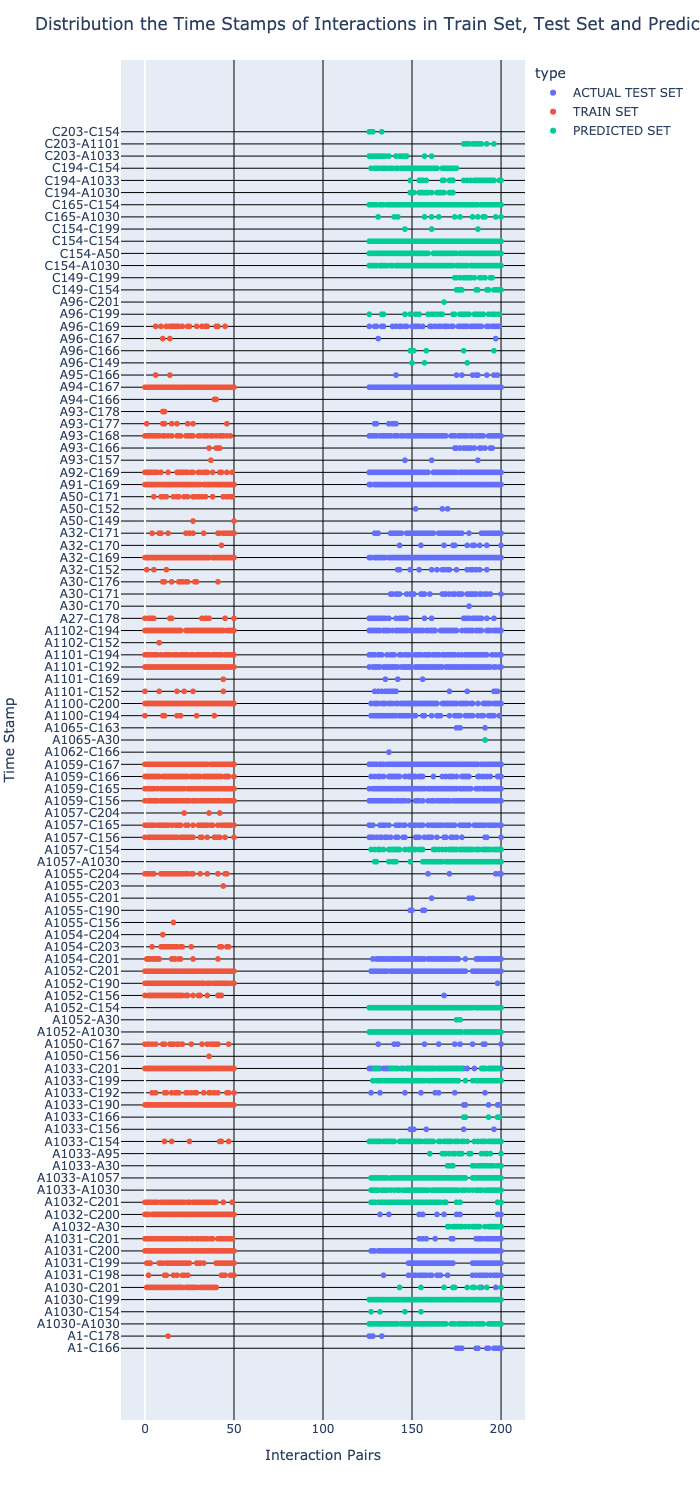 Distribution the Time Stamps of Interactions in Train Set, Test Set and Predic
type
ACTUAL TEST SET
TRAIN SET
PREDICTED SET
C203-C154
C203-A1101
C203-A1033
C194-C154
C194-A1033
C194-A1030
C165-C154
C165-A1030
C154-C199
C154-C154
C154-A50
C154-A1030
C149-C199
C149-C154
A96-C201
A96-C199
A96-C169
A96-C167
A96-C166
A96-C149
A95-C166
A94-C167
A94-C166
A93-C178
A93-C177
A93-C168
A93-C166
A93-C157
A92-C169
A91-C169
A50-C171
A50-C152
A50-C149
A32-C171
A32-C170
A32-C169
A32-C152
A30-C176
A30-C171
A30-C170
A27-C178
A1102-C194
A1102-C152
A1101-C194
A1101-C192
A1101-C169
A1101-C152
A1100-C200
A1100-C194
A1065-C163
A1065-A30
A1062-C166
A1059-C167
A1059-C166
A1059-C165
A1059-C156
A1057-C204
A1057-C165
A1057-C156
A1057-C154
A1057-A1030
A1055-C204
A1055-C203
A1055-C201
A1055-C190
A1055-C156
A1054-C204
A1054-C203
A1054-C201
A1052-C201
A1052-C190
A1052-C156
A1052-C154
A1052-A30
A1052-A1030
A1050-C167
A1050-C156
A1033-C201
A1033-C199
A1033-C192
A1033-C190
A1033-C166
A1033-C156
A1033-C154
A1033-A95
A1033-A30
A1033-A1057
A1033-A1030
A1032-C201
A1032-C200
A1032-A30
A1031-C201
A1031-C200
A1031-C199
A1031-C198
A1030-C201
A1030-C199
A1030-C154
A1030-A1030
A1-C178
A1-C166
Time Stamp
0
50
100
150
200
Interaction Pairs